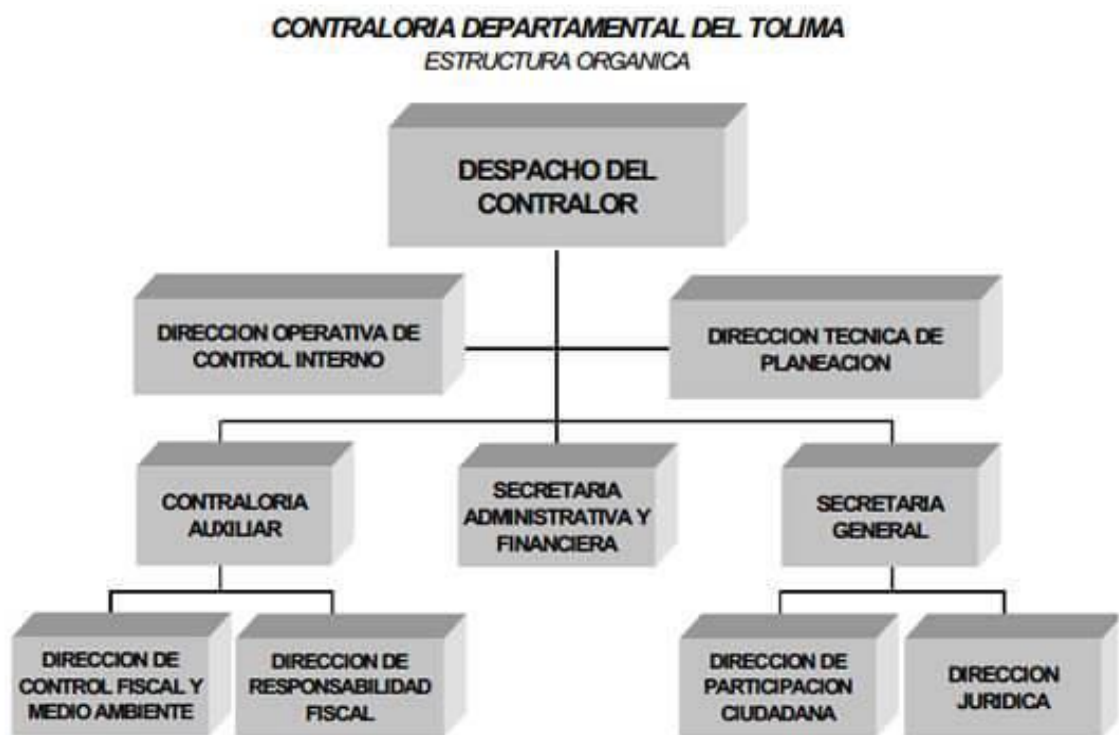 CONTRALORIA DEPARTAMENTAL DEL TOLIMA
ESTRUCTURA ORGANICA
DESPACHO DEL
CONTRALOR
DIRECCION OPERATIVA DE
CONTROL INTERNO
DIRECCION TECNICA DE
PLANEACION
CONTRALORIA
AUXILIAR
SECRETARIA
ADMINISTRATIVA Y
FINANCIERA
SECRETARIA
GENERAL
DIRECCION DE
CONTROL FISCAL Y
MEDIO AMBIENTE
DIRECCION DE
RESPONSABILIDAD
FISCAL
DIRECCION DE
PARTICIPACION
CIUDADANA
DIRECCION
JURIDICA